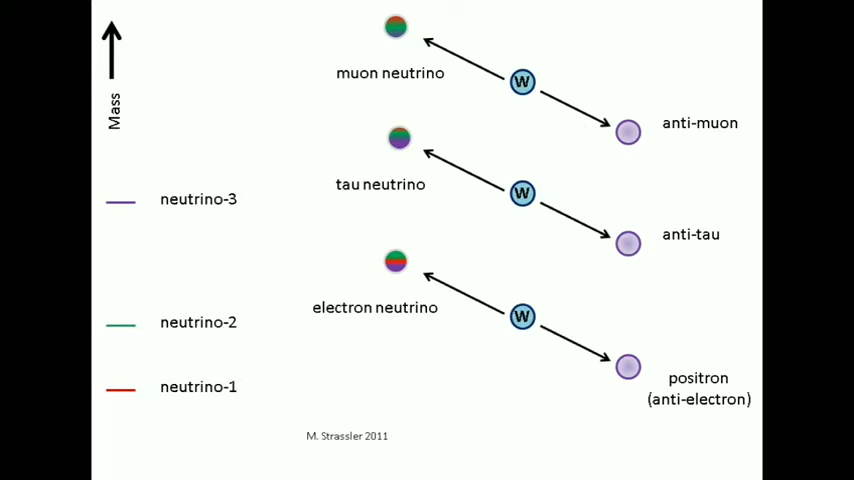 muon neutrino
W
anti-muon
Mass
tau neutrino
W
anti-tau
neutrino-3
electron neutrino
W
neutrino-2
positron
(anti-electron)
neutrino-1
M. Strassler 2011